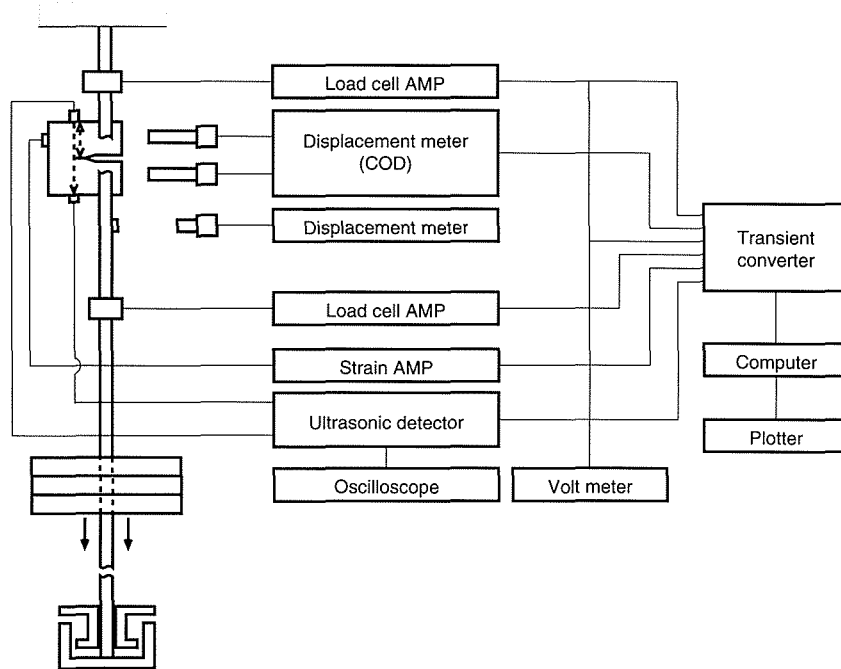 Load cell AMP
Displacement meter
(COD)
Displacement meter
Transient
converter
Load cell AMP
Strain AMP
Computer
Ultrasonic detector
Plotter
Oscilloscope
Volt meter